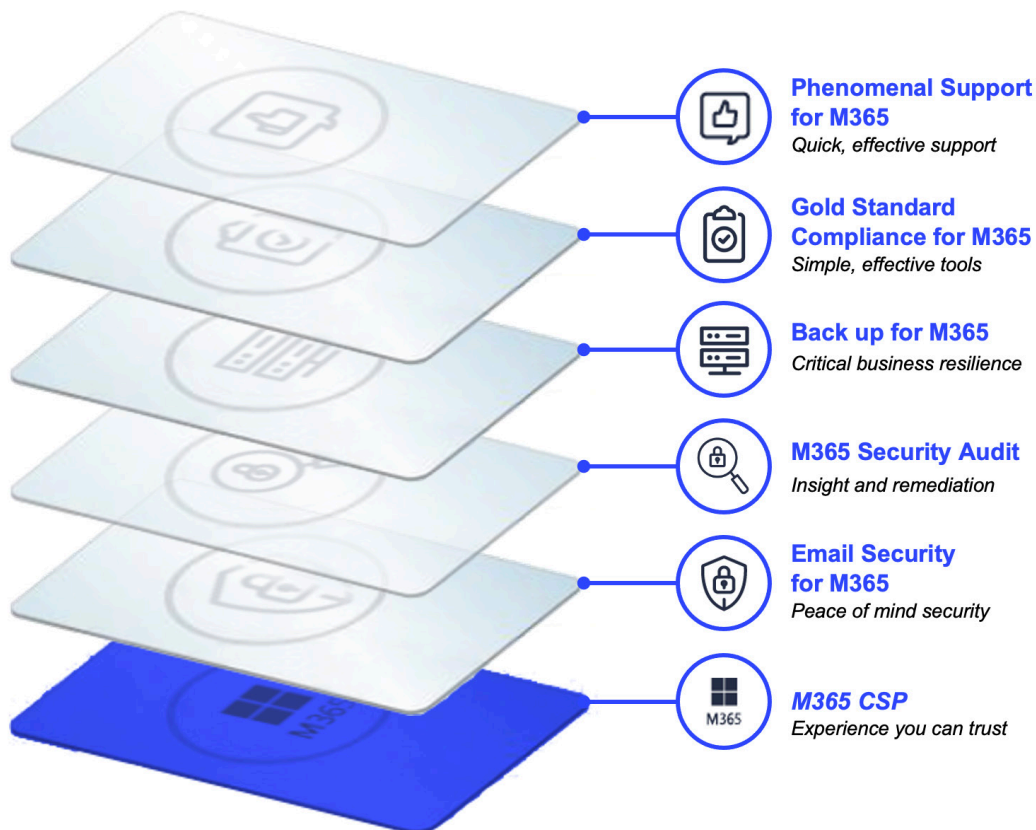 Phenomenal Support
for M365
Quick, effective support
Gold Standard
Compliance for M365
Simple, effective tools
Back up for M365
Critical business resilience
M365 Security Audit
Insight and remediation
Email Security
for M365
Peace of mind security
M365
M365
M365 CSP
Experience you can trust